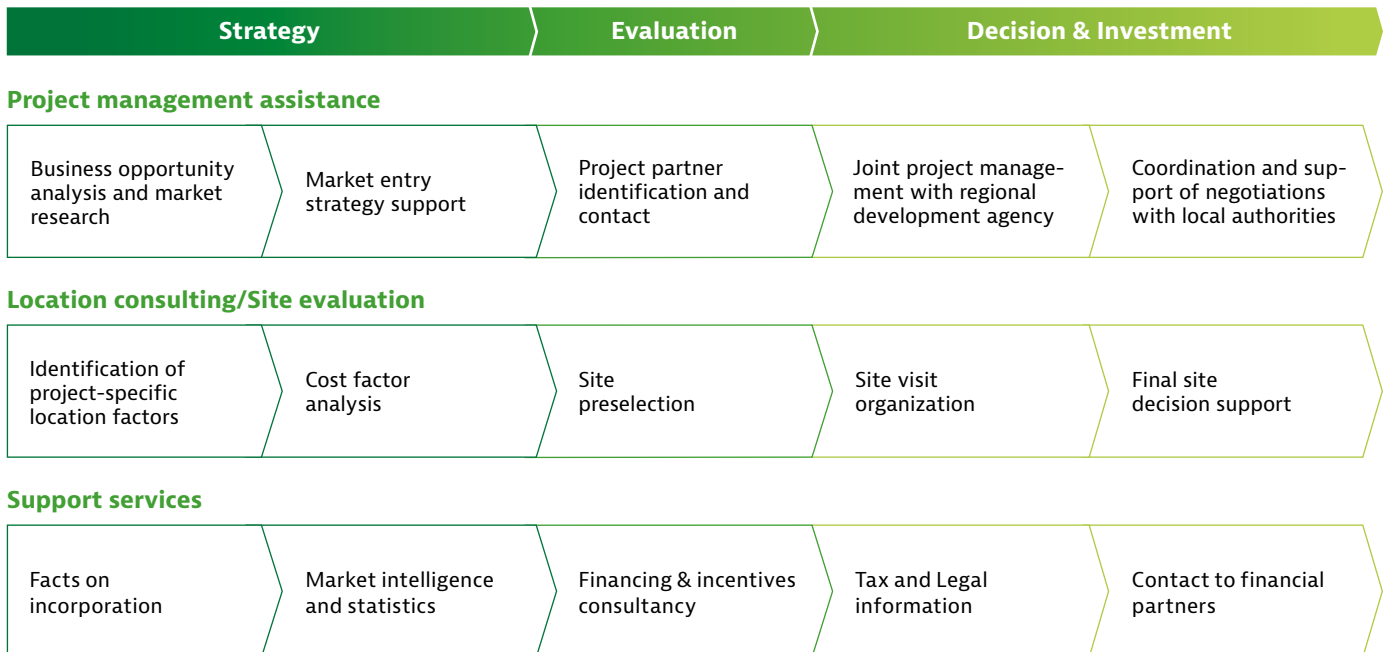 Strategy
Evaluation
Decision & Investment
Project management assistance
Business opportunity
analysis and market
research
Market entry
strategy support
Project partner
identification and
contact
Joint project manage-
ment with regional
development agency
Coordination and sup-
port of negotiations
with local authorities
Location consulting/Site evaluation
Identification of
project-specific
location factors
Cost factor
analysis
Site
preselection
Site visit
organization
Final site
decision support
Support services
Facts on
incorporation
Market intelligence
and statistics
Financing & incentives
consultancy
Tax and Legal
information
Contact to financial
partners